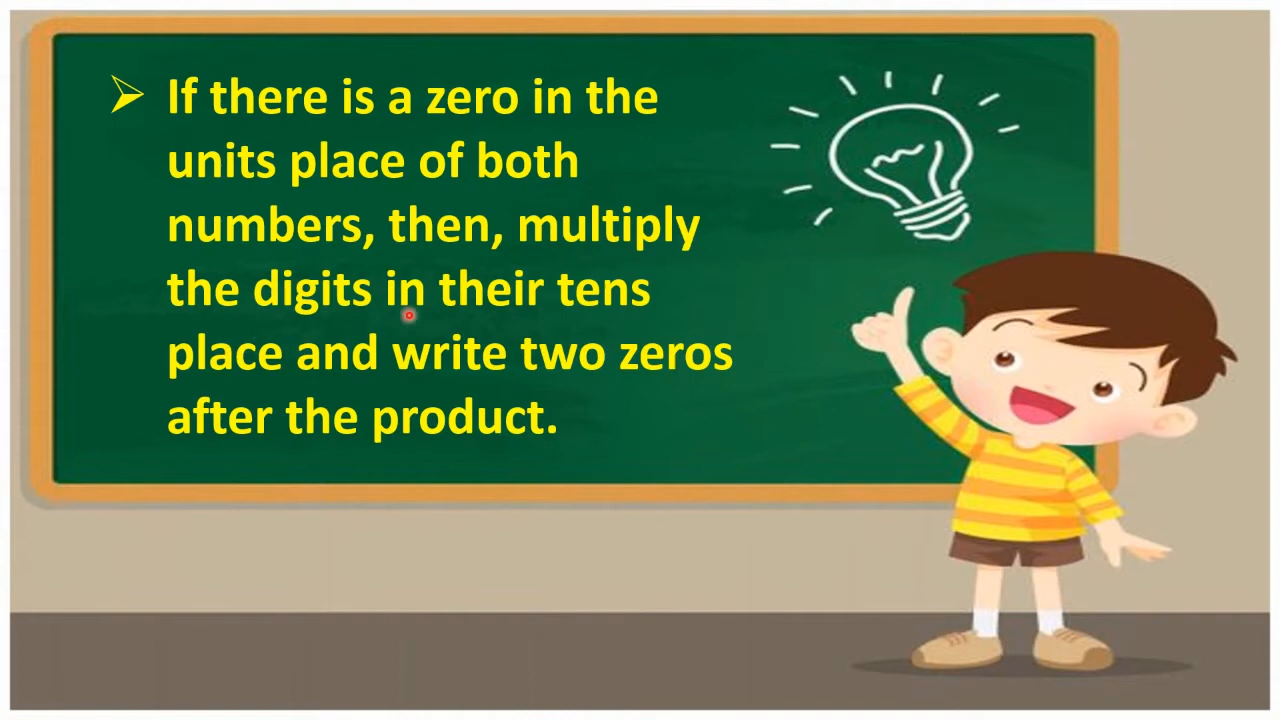 ➢ If there is a zero in the
units place of both
numbers, then, multiply
the digits in their tens
place and write two zeros
after the product.